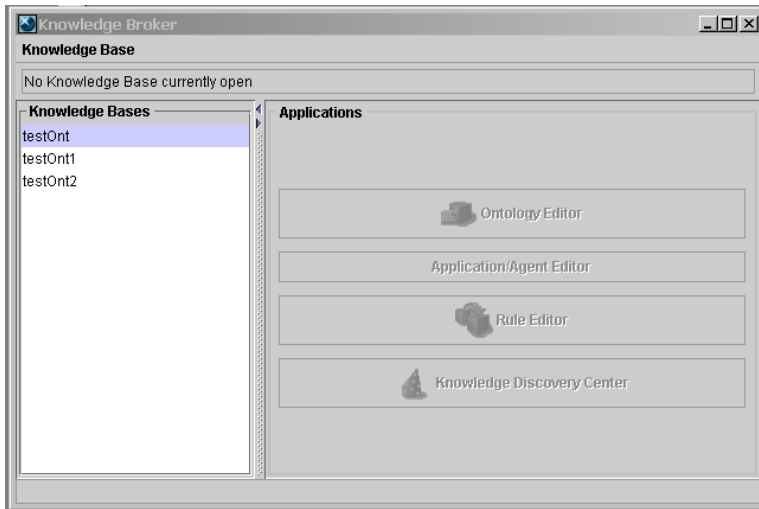 Knowledge Broker
Knowledge Base
No Knowledge Base currently open
Knowledge Bases
testOnt
testOnt1
testOnt2
Applications
Ontology Editor
Application/Agent Editor
Rule Editor
Knowledge Discovery Center